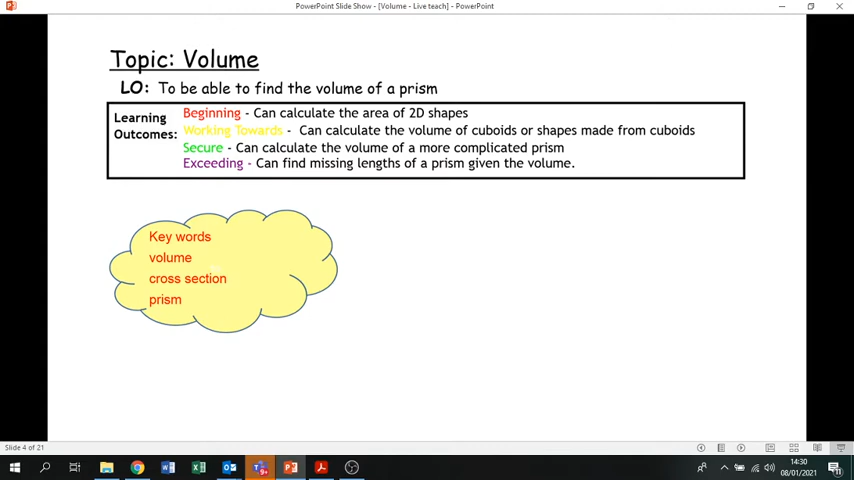 PowerPoint Slide Show - [Volume - Live teach] - PowerPoint
Topic: Volume
LO: To be able to find the volume of a prism
Learning Outcomes:
Beginning - Can calculate the area of 2D shapes
Working Towards - Can calculate the volume of cuboids or shapes made from cuboids
Secure - Can calculate the volume of a more complicated prism
Exceeding - Can find missing lengths of a prism given the volume.
Key words
volume
cross section
prism
Slide 4 of 21
14:30
08/01/2021